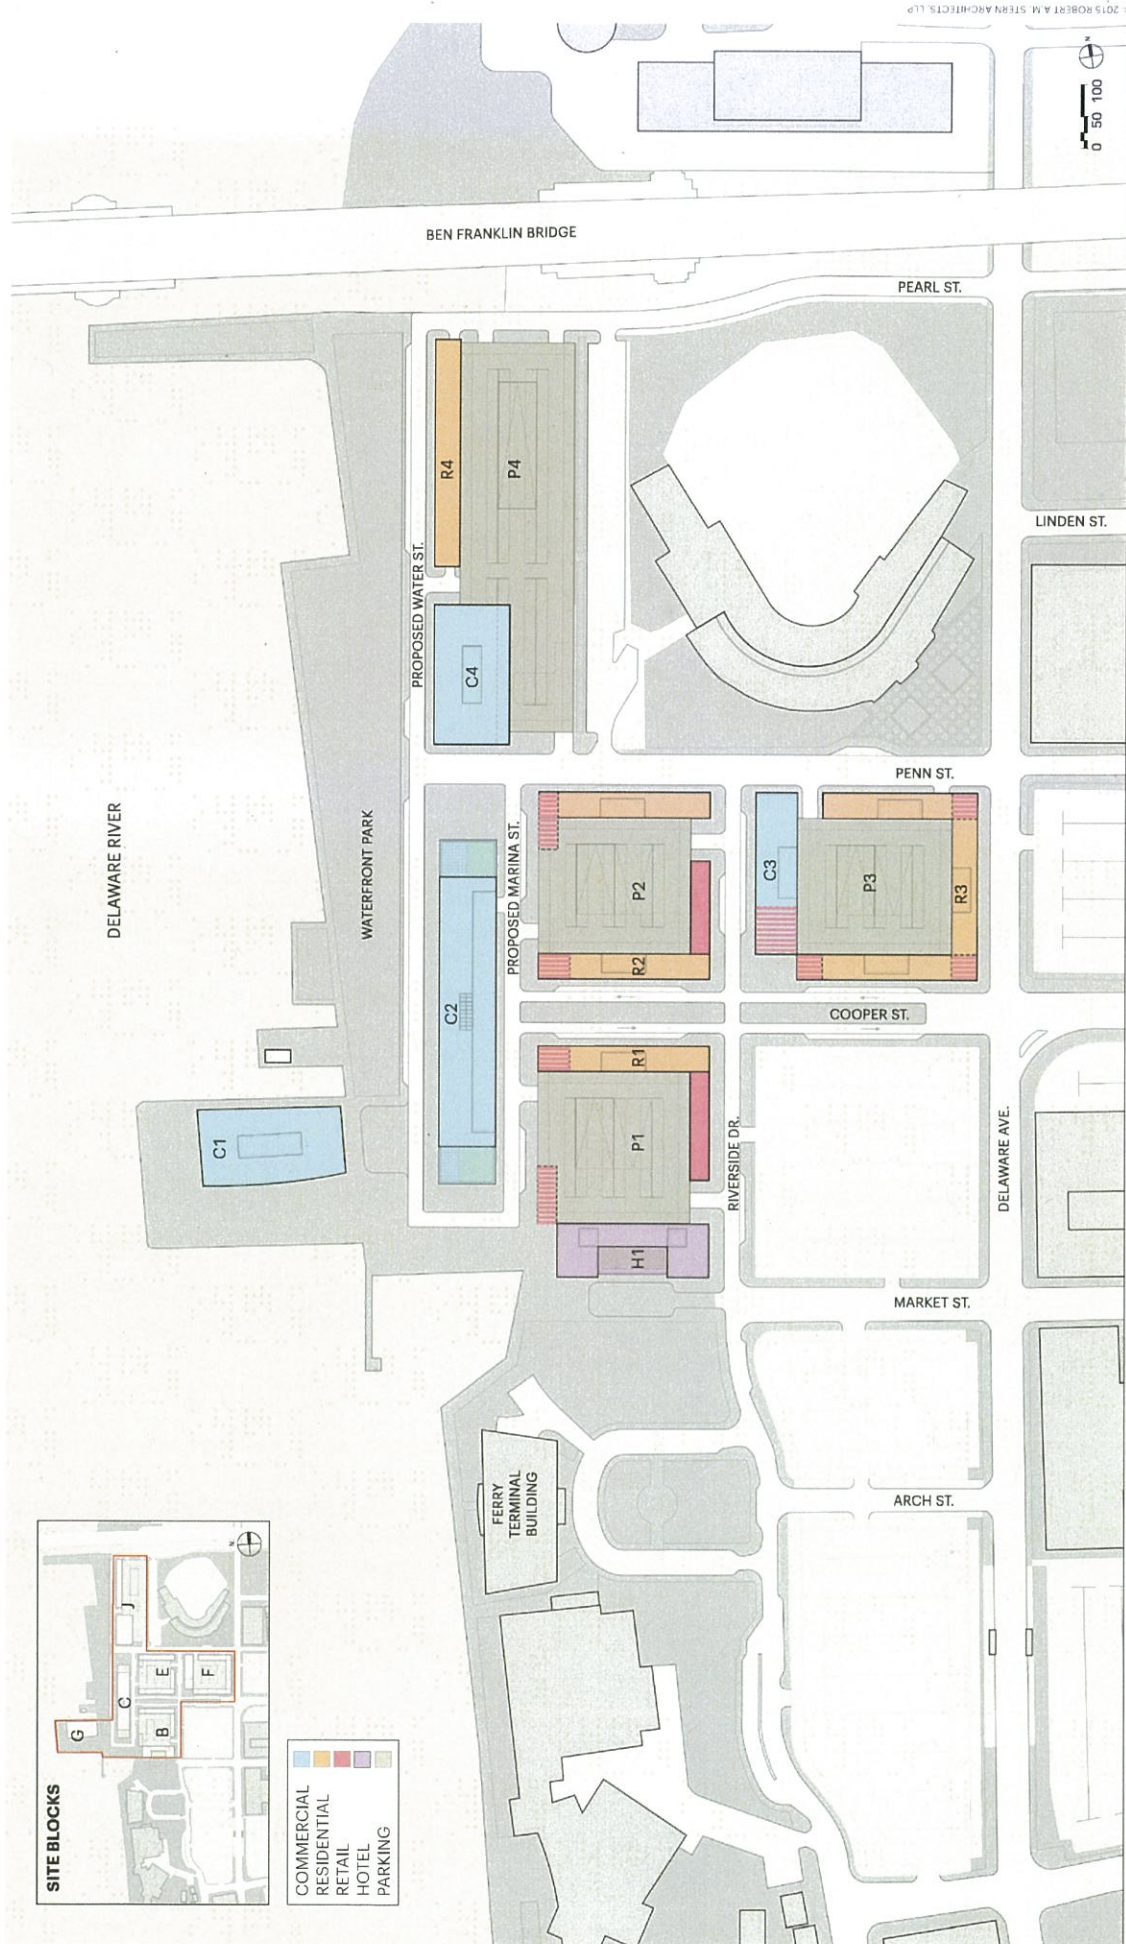 © 2015 ROBERT A.M. STERN ARCHITECTS, LLP
N
0 50 100
BEN FRANKLIN BRIDGE
PEARL ST.
R4
P4
LINDEN ST.
PROPOSED WATER ST.
C4
PENN ST.
DELAWARE RIVER
WATERFRONT PARK
PROPOSED MARINA ST.
P2
C3
P3
R3
R2
C2
COOPER ST.
R1
C1
P1
RIVERSIDE DR.
DELAWARE AVE.
H1
MARKET ST.
FERRY
TERMINAL
BUILDING
ARCH ST.
SITE BLOCKS
N
J
G
C
E
F
B
COMMERCIAL
RESIDENTIAL
RETAIL
HOTEL
PARKING